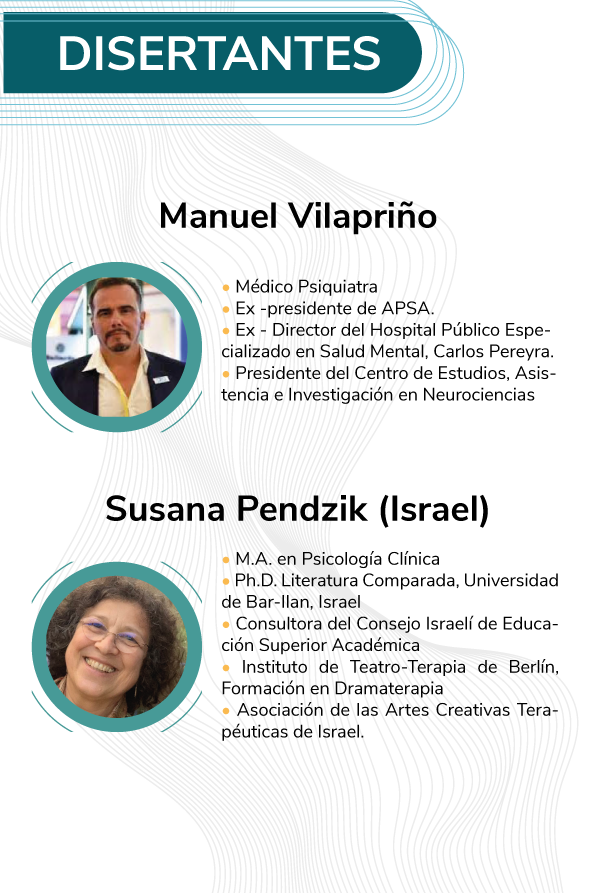 DISERTANTES
Manuel Vilapriño
• Médico Psiquiatra
• Ex -presidente de APSA.
• Ex - Director del Hospital Público Espe-
cializado en Salud Mental, Carlos Pereyra.
• Presidente del Centro de Estudios, Asis-
tencia e Investigación en Neurociencias
Susana Pendzik (Israel)
• M.A. en Psicología Clínica
• Ph.D. Literatura Comparada, Universidad
de Bar-Ilan, Israel
• Consultora del Consejo Israelí de Educa-
ción Superior Académica
• Instituto de Teatro-Terapia de Berlín,
Formación en Dramaterapia
• Asociación de las Artes Creativas Tera-
péuticas de Israel.